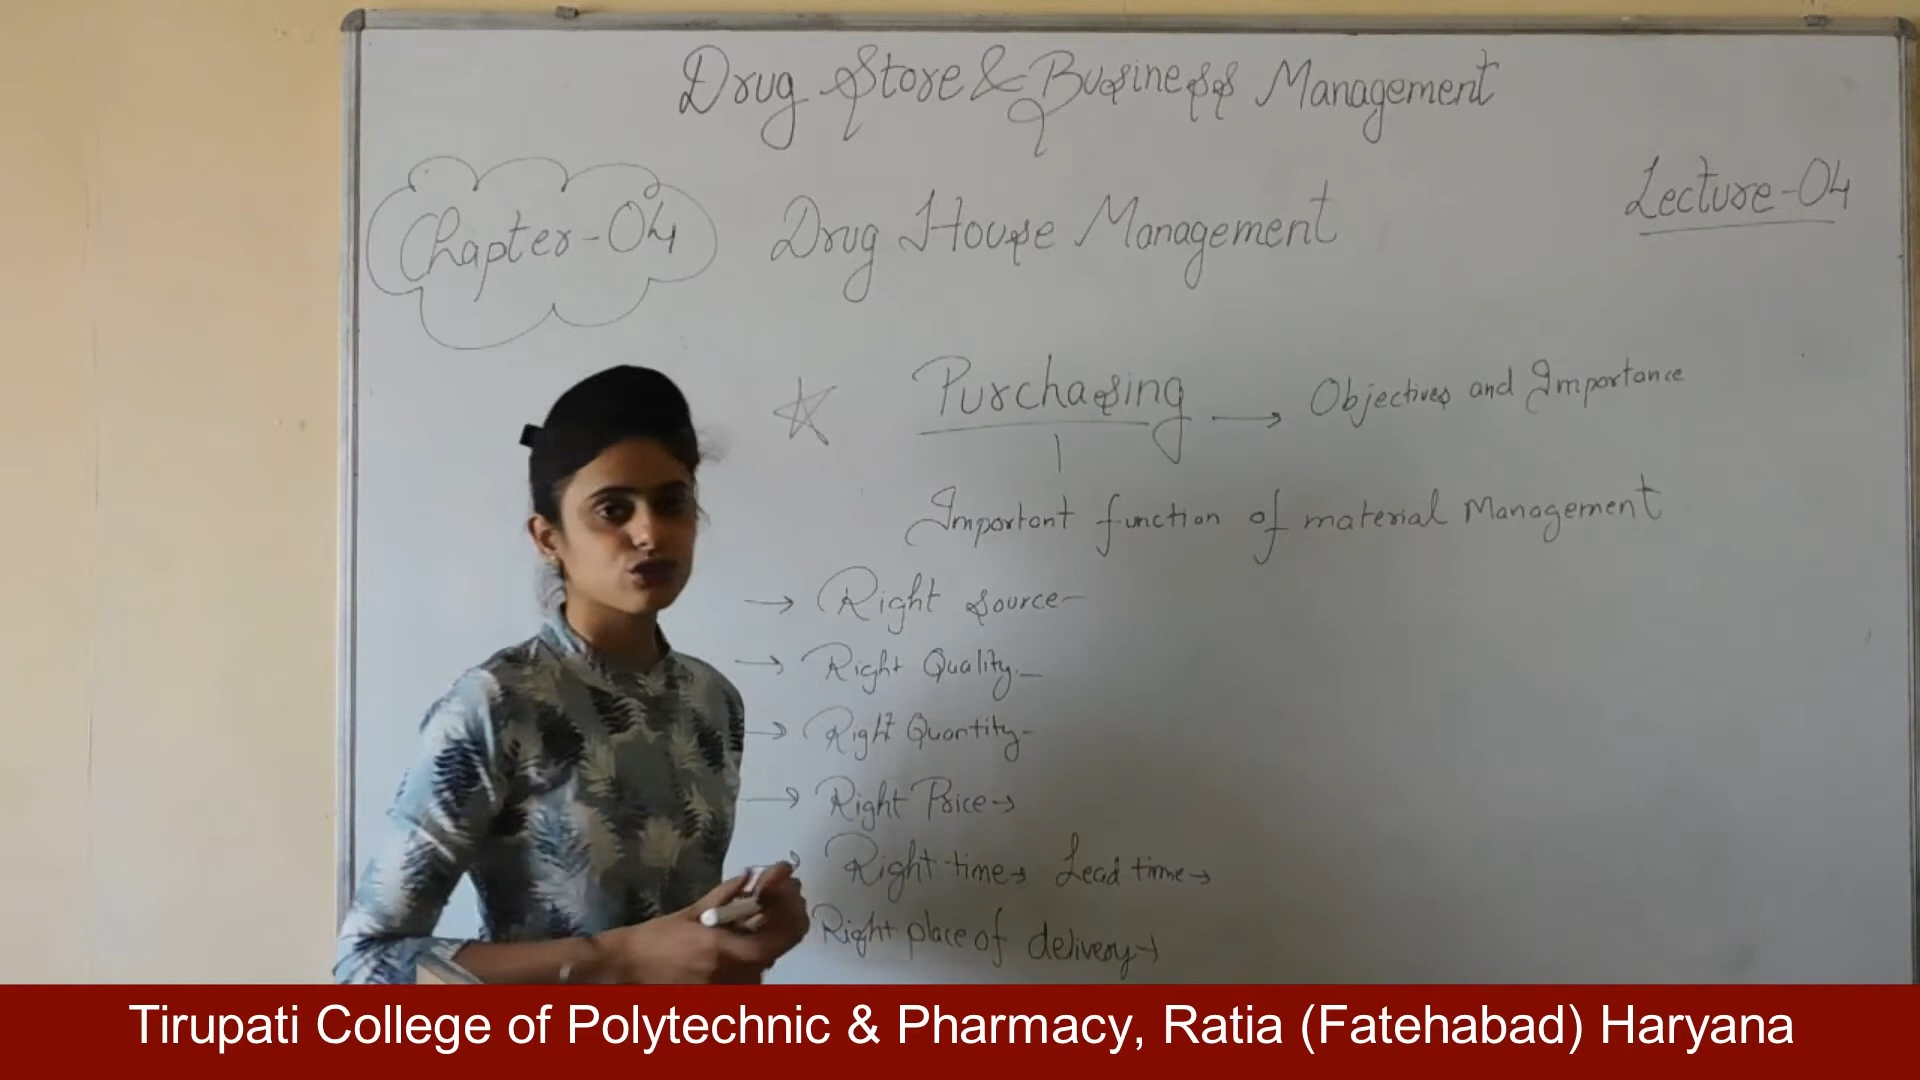 Drug Store & Business Management
Lecture-04
Chapter-04 Drug House Management
Purchasing → Objectives and Importance
Important function of material Management
→ Right source-
→ Right Quality-
→ Right Quantity-
→ Right Price→
Right time→ Lead time→
Right place of delivery→
Tirupati College of Polytechnic & Pharmacy, Ratia (Fatehabad) Haryana